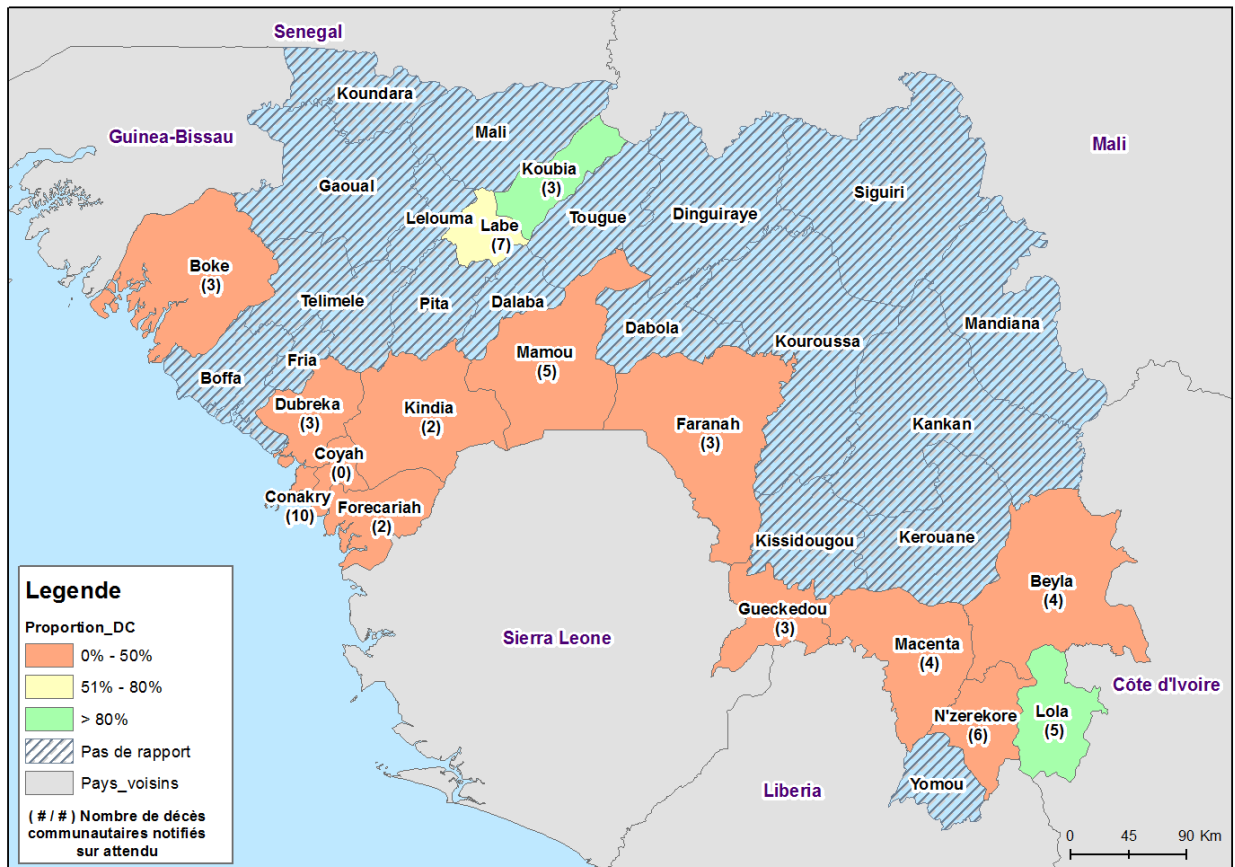 Senegal
Koundara
Guinea-Bissau
Mali
Mali
Koubia
(3)
Gaoual
Siguiri
Lelouma
Labe
(7)
Tougue
Dinguiraye
Boke
(3)
Telimele
Pita
Dalaba
Dabola
Mandiana
Kouroussa
Mamou
(5)
Fria
Boffa
Dubreka
(3)
Kindia
(2)
Faranah
(3)
Kankan
Coyah
(0)
Conakry
(10)
Forecariah
(2)
Kissidougou
Kerouane
Beyla
(4)
Gueckedou
(3)
Sierra Leone
Macenta
(4)
Côte d'Ivoire
N'zerekore
(6)
Lola
(5)
Yomou
Liberia
Legende
Proportion_DC
0% - 50%
51% - 80%
> 80%
Pas de rapport
Pays_voisins
( # / # ) Nombre de décès
communautaires notifiés
sur attendu
0 45 90 Km